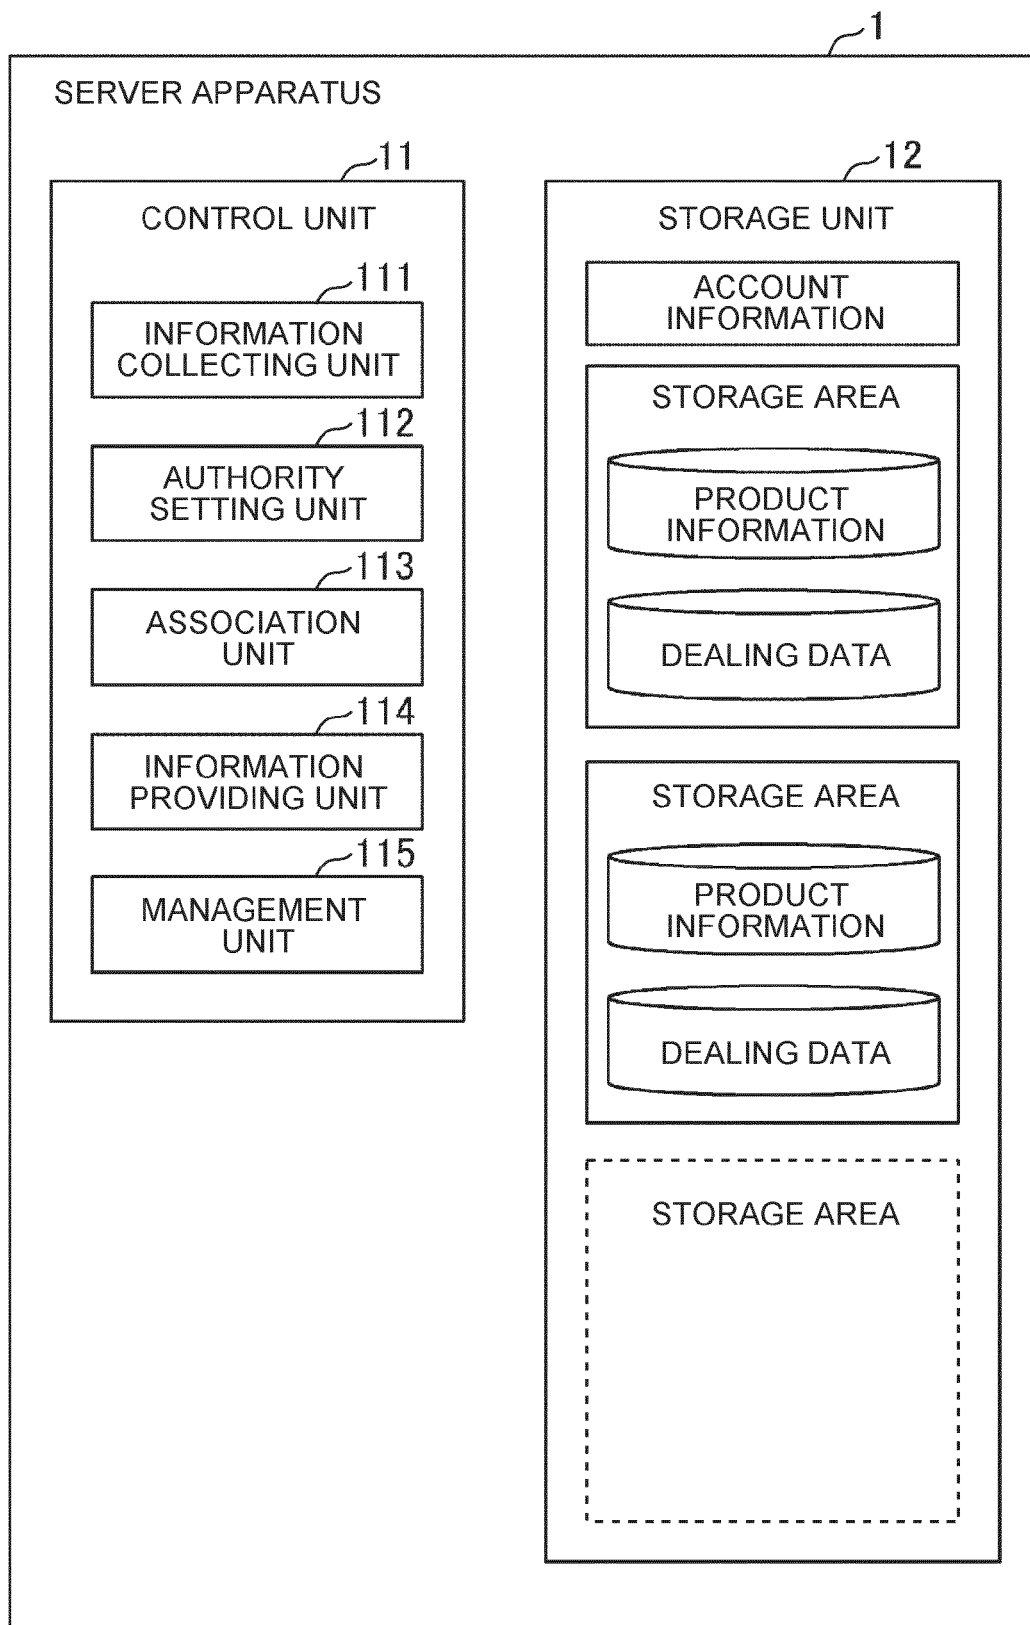 1
SERVER APPARATUS
11
CONTROL UNIT
111
INFORMATION
COLLECTING UNIT
112
AUTHORITY
SETTING UNIT
113
ASSOCIATION
UNIT
114
INFORMATION
PROVIDING UNIT
115
MANAGEMENT
UNIT
12
STORAGE UNIT
ACCOUNT
INFORMATION
STORAGE AREA
PRODUCT
INFORMATION
DEALING DATA
STORAGE AREA
PRODUCT
INFORMATION
DEALING DATA
STORAGE AREA